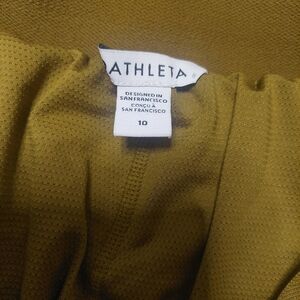 ATHLETA
DESIGNED IN
SAN FRANCISCO
CONÇU À
SAN FRANCISCO
10